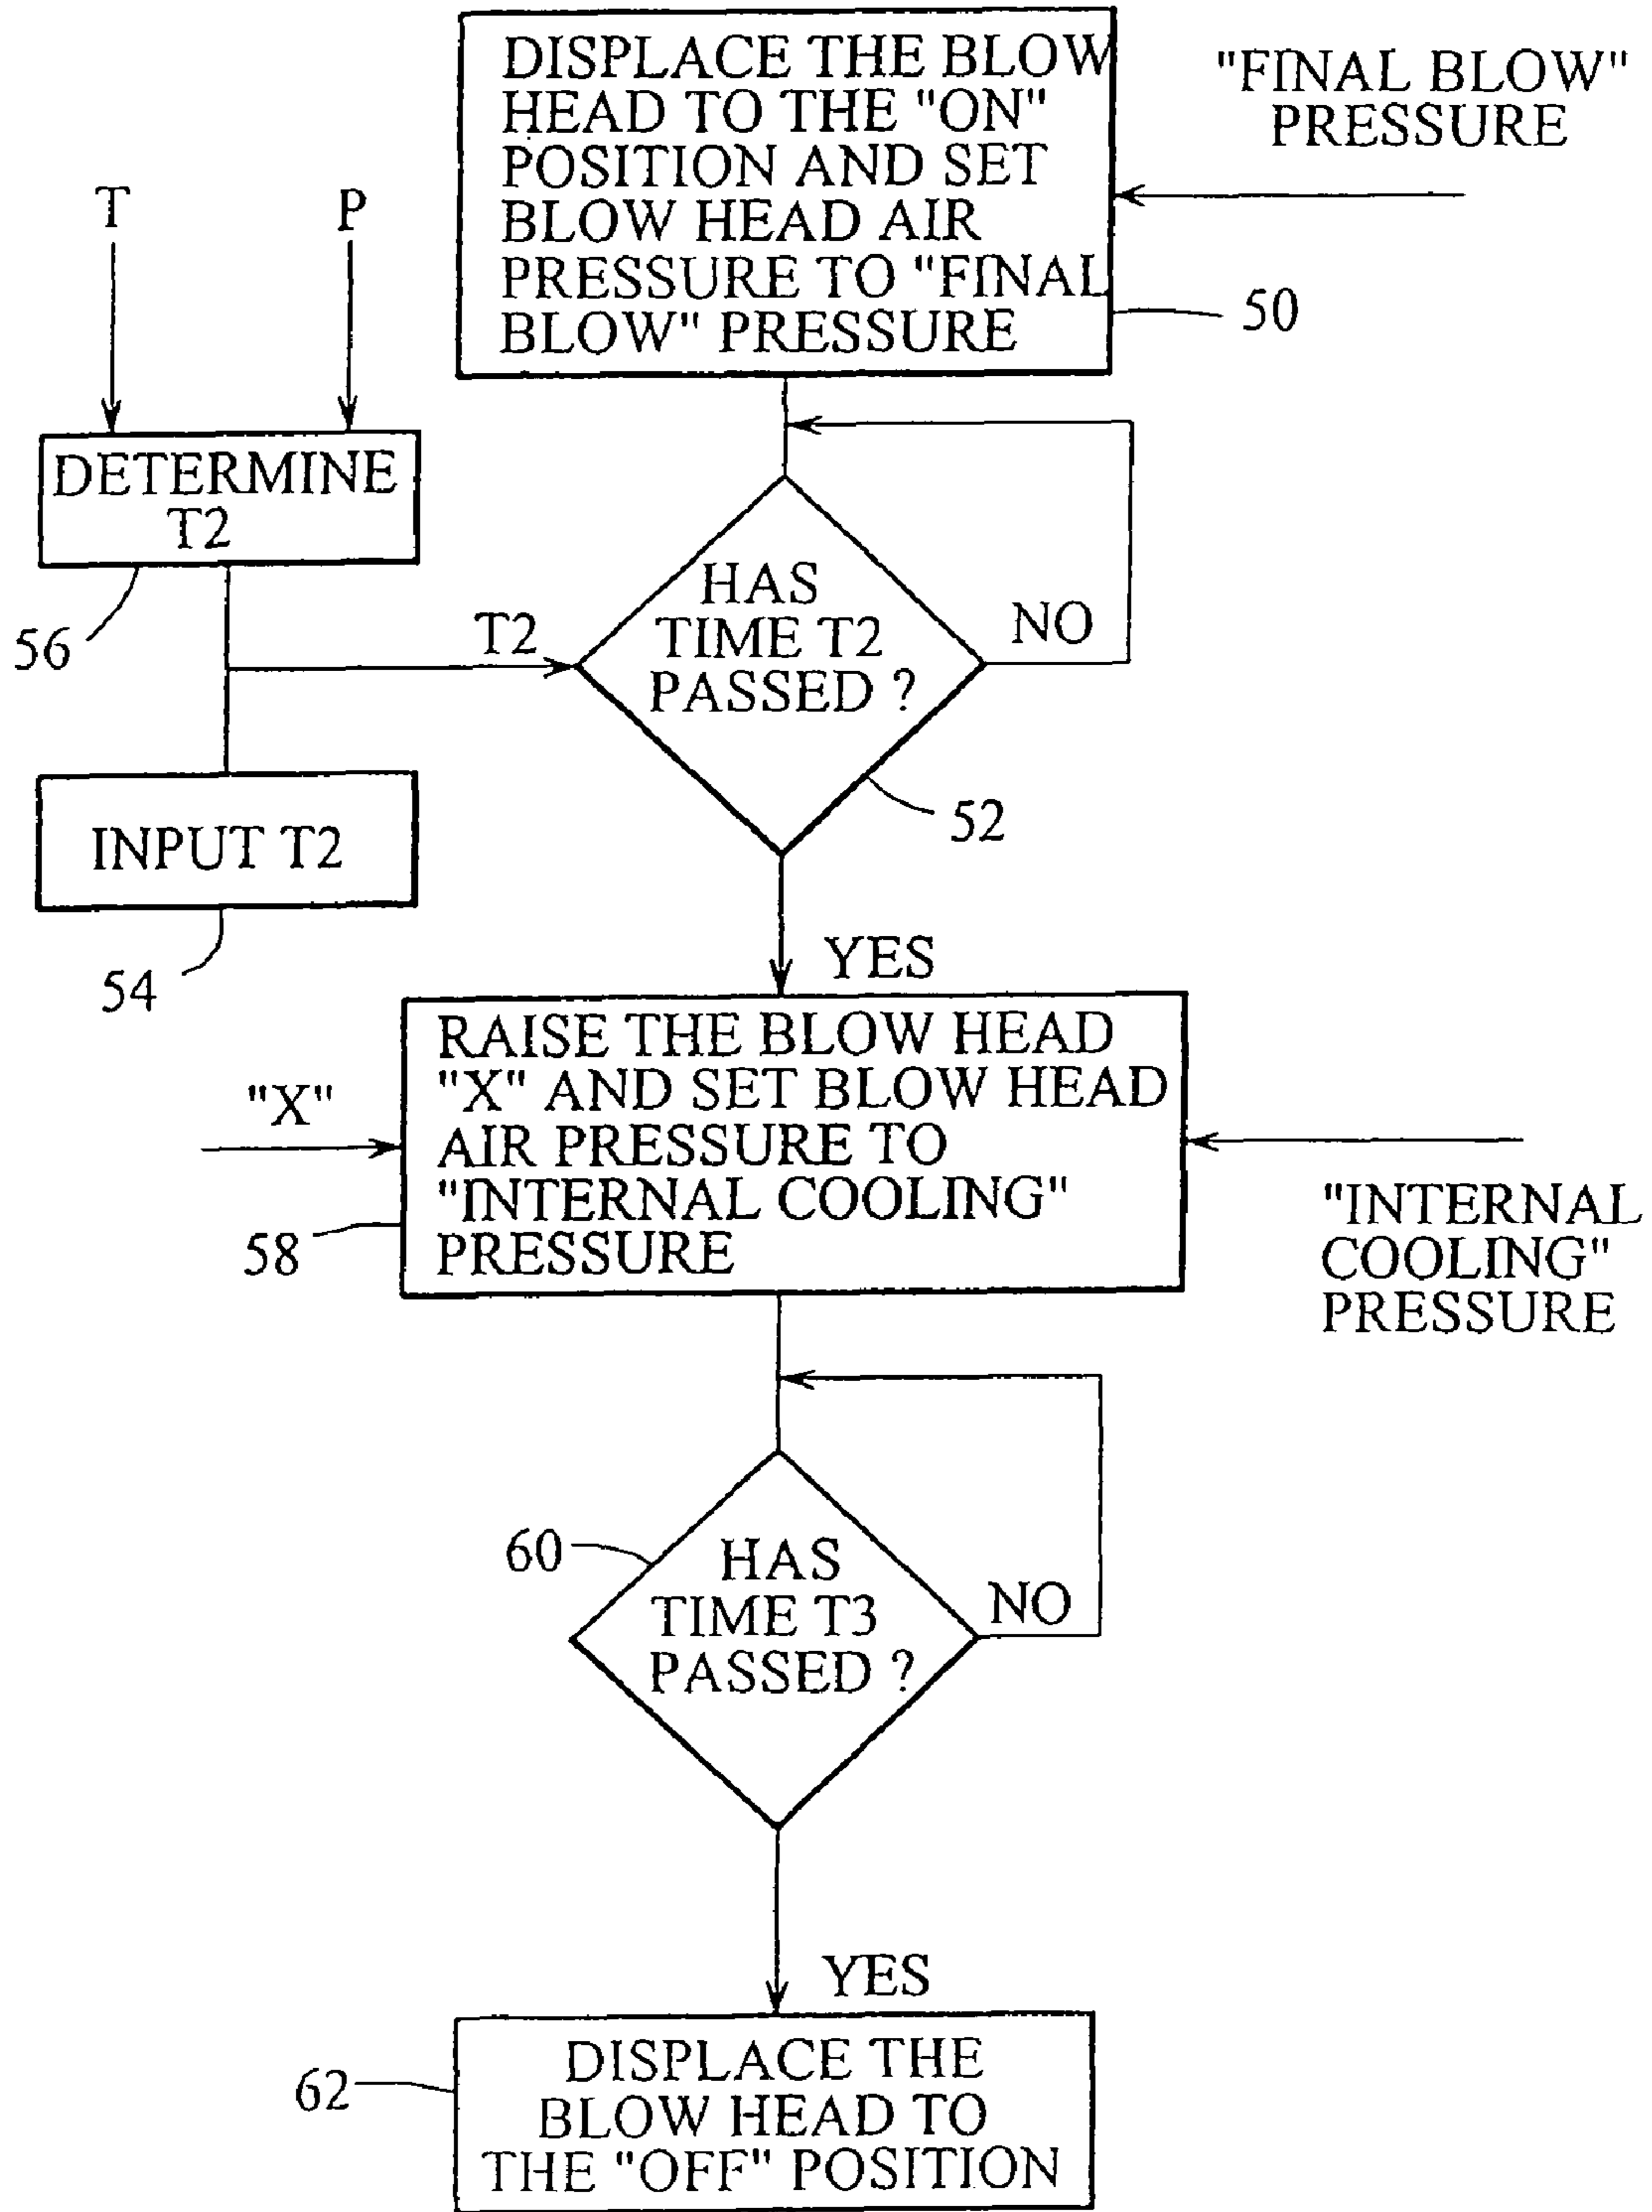 DISPLACE THE BLOW
HEAD TO THE "ON"
POSITION AND SET
BLOW HEAD AIR
PRESSURE TO "FINAL
BLOW" PRESSURE
"FINAL BLOW"
PRESSURE
50
T
P
DETERMINE
T2
56
T2
HAS
TIME T2
PASSED ?
NO
52
INPUT T2
54
YES
RAISE THE BLOW HEAD
"X" AND SET BLOW HEAD
AIR PRESSURE TO
"INTERNAL COOLING"
PRESSURE
"X"
58
"INTERNAL
COOLING"
PRESSURE
60
HAS
TIME T3
PASSED ?
NO
YES
62
DISPLACE THE
BLOW HEAD TO
THE "OFF" POSITION